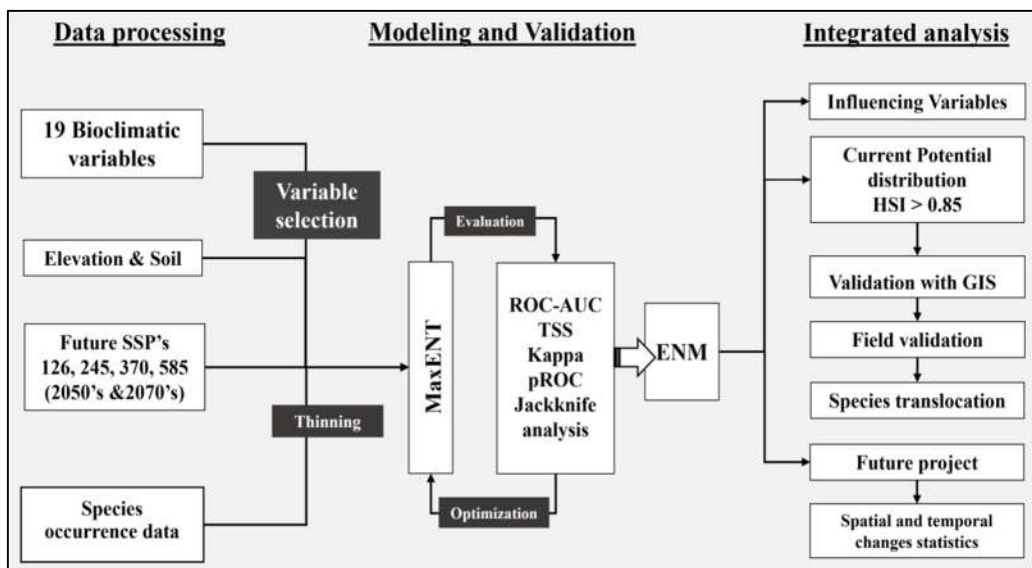 Data processing
Modeling and Validation
Integrated analysis
19 Bioclimatic
variables
Variable
selection
Elevation & Soil
Future SSP's
126, 245, 370, 585
(2050's &2070's)
Thinning
Species
occurrence data
Evaluation
MaxENT
ROC-AUC
TSS
Kappa
pROC
Jackknife
analysis
Optimization
ENM
Influencing Variables
Current Potential
distribution
HSI > 0.85
Validation with GIS
Field validation
Species translocation
Future project
Spatial and temporal
changes statistics